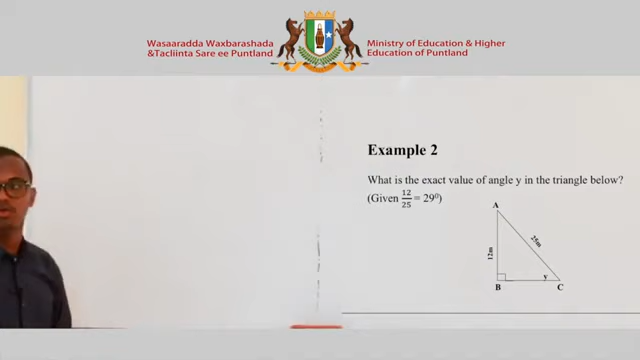 Wasaaradda Waxbarashada
&Tacliinta Sare ee Puntland
Ministry of Education & Higher
Education of Puntland
Example 2
What is the exact value of angle y in the triangle below?
(Given 12/25 = 29⁰)
A
25m
12m
y
B
C